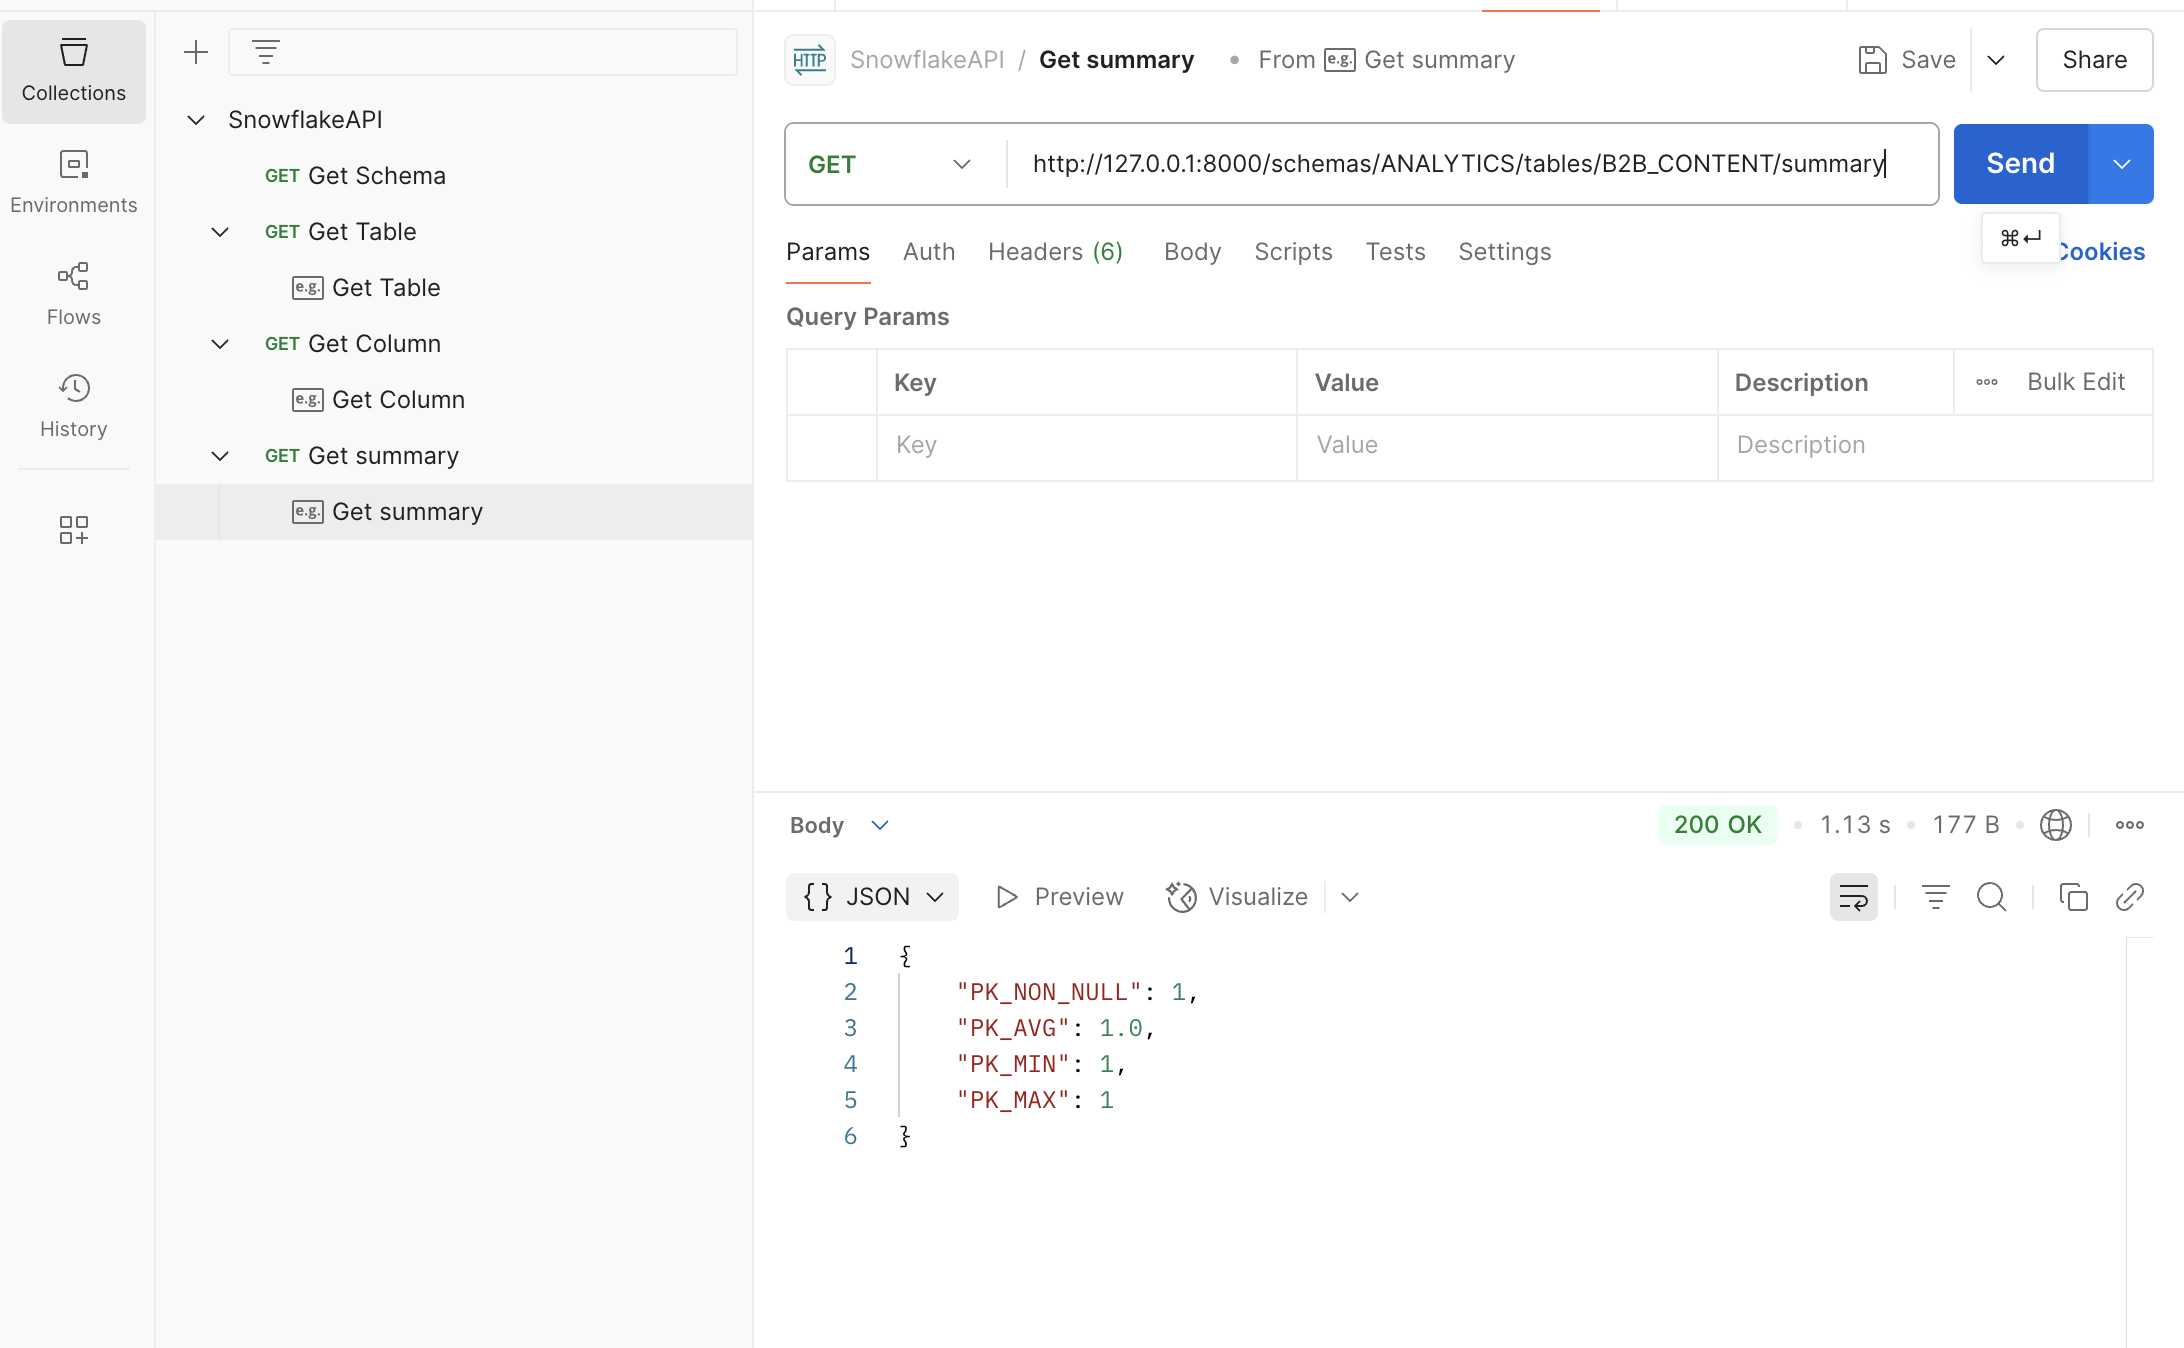 Collections
Environments
Flows
History
SnowflakeAPI
GET Get Schema
GET Get Table
e.g. Get Table
GET Get Column
e.g. Get Column
GET Get summary
e.g. Get summary
HTTP SnowflakeAPI / Get summary • From e.g. Get summary
Save
Share
GET
http://127.0.0.1:8000/schemas/ANALYTICS/tables/B2B_CONTENT/summary
Send
⌘↵
Params Auth Headers (6) Body Scripts Tests Settings
Cookies
Query Params
Key Value Description Bulk Edit
Key Value Description
Body
200 OK • 1.13 s • 177 B
{} JSON Preview Visualize
1 {
2 "PK_NON_NULL": 1,
3 "PK_AVG": 1.0,
4 "PK_MIN": 1,
5 "PK_MAX": 1
6 }